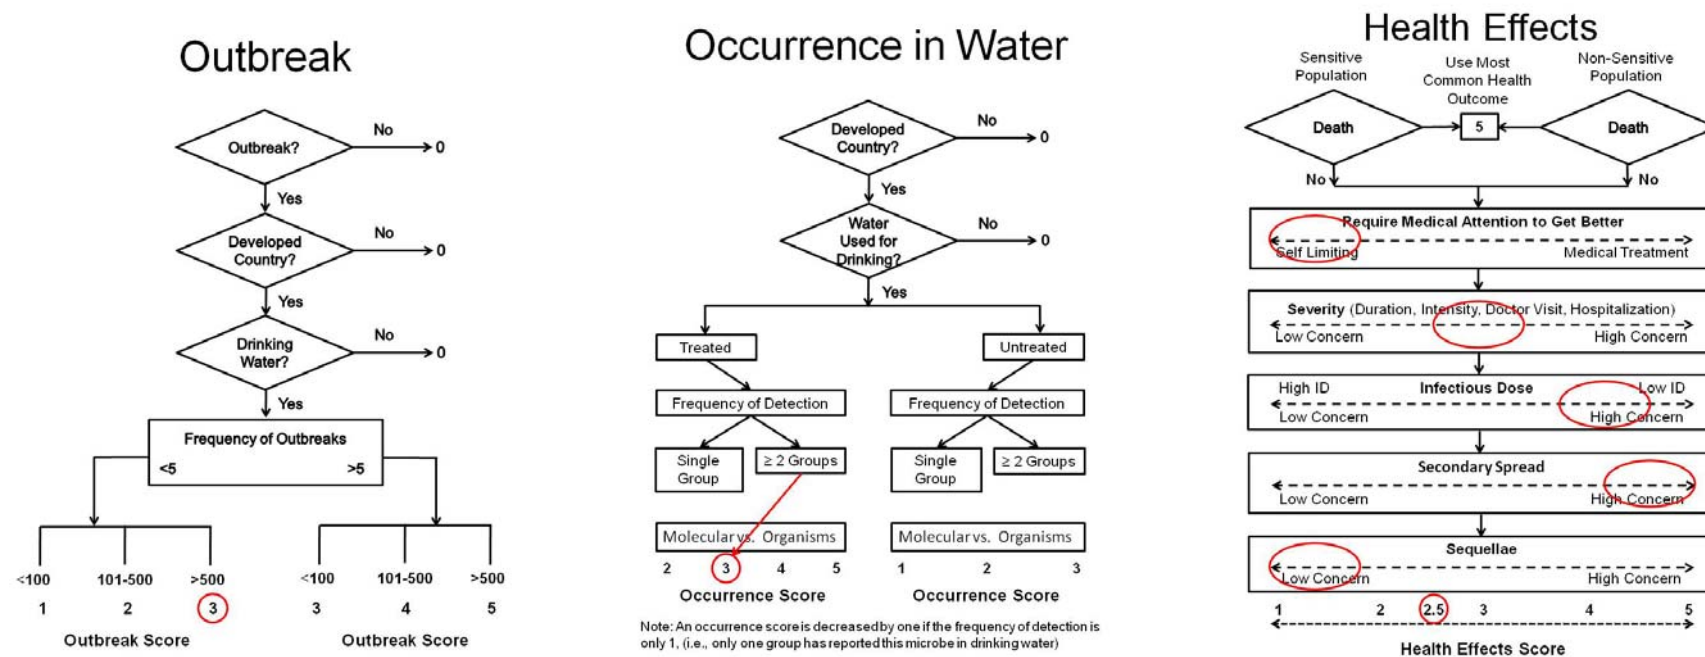 Outbreak
Outbreak?
No
0
Yes
Developed
Country?
No
0
Yes
Drinking
Water?
No
0
Yes
Frequency of Outbreaks
<5 >5
<100 101-500 >500
1 2 3
Outbreak Score
<100 101-500 >500
3 4 5
Outbreak Score
Occurrence in Water
Developed
Country?
No
0
Yes
Water
Used for
Drinking?
No
0
Yes
Treated
Frequency of Detection
Single
Group
≥ 2 Groups
Molecular vs. Organisms
2 3 4 5
Occurrence Score
Untreated
Frequency of Detection
Single
Group
≥ 2 Groups
Molecular vs. Organisms
1 2 3
Occurrence Score
Note: An occurrence score is decreased by one if the frequency of detection is
only 1, (i.e., only one group has reported this microbe in drinking water)
Health Effects
Sensitive
Population
Use Most
Common Health
Outcome
Non-Sensitive
Population
Death
5
Death
No
No
Require Medical Attention to Get Better
Self Limiting Medical Treatment
Severity (Duration, Intensity, Doctor Visit, Hospitalization)
Low Concern High Concern
High ID Infectious Dose Low ID
Low Concern High Concern
Secondary Spread
Low Concern High Concern
Sequellae
Low Concern High Concern
1 2 2.5 3 4 5
Health Effects Score